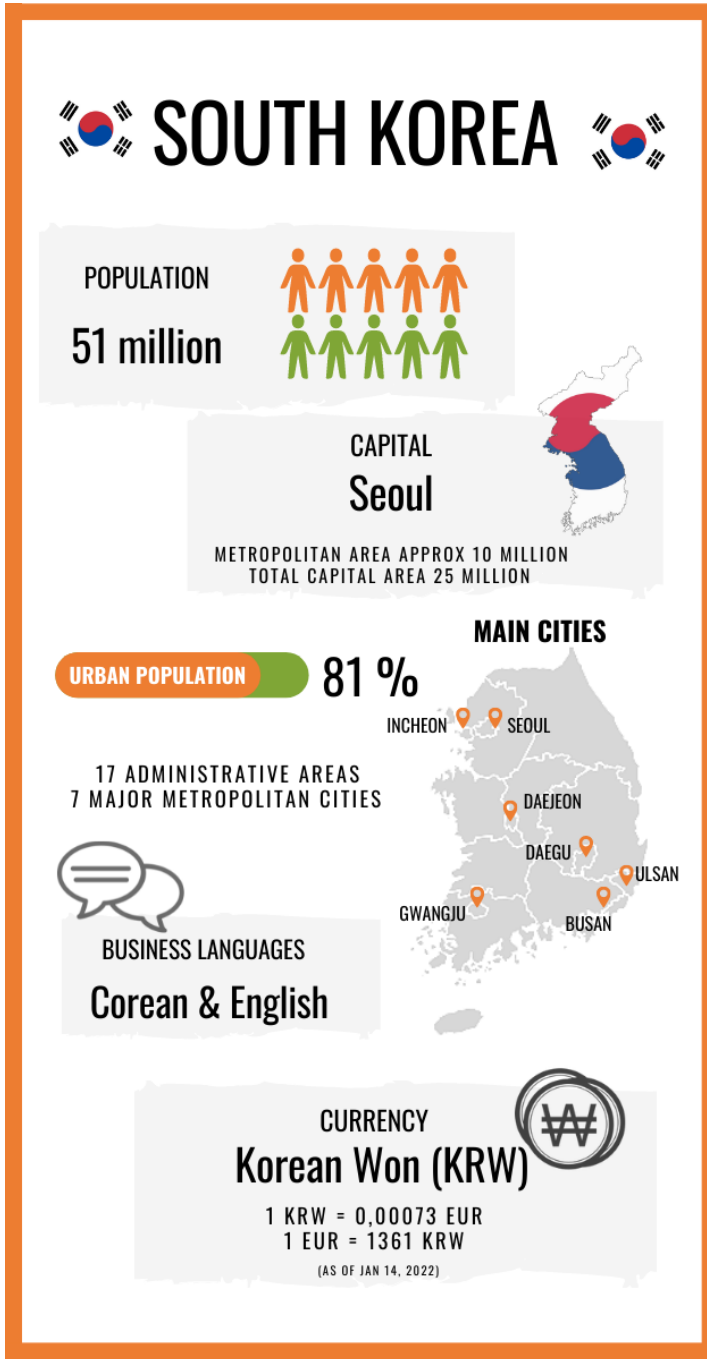 SOUTH KOREA
POPULATION
51 million
CAPITAL
Seoul
METROPOLITAN AREA APPROX 10 MILLION
TOTAL CAPITAL AREA 25 MILLION
URBAN POPULATION
81 %
17 ADMINISTRATIVE AREAS
7 MAJOR METROPOLITAN CITIES
MAIN CITIES
INCHEON
SEOUL
DAEJEON
DAEGU
ULSAN
GWANGJU
BUSAN
BUSINESS LANGUAGES
Corean & English
₩
CURRENCY
Korean Won (KRW)
1 KRW = 0,00073 EUR
1 EUR = 1361 KRW
(AS OF JAN 14, 2022)